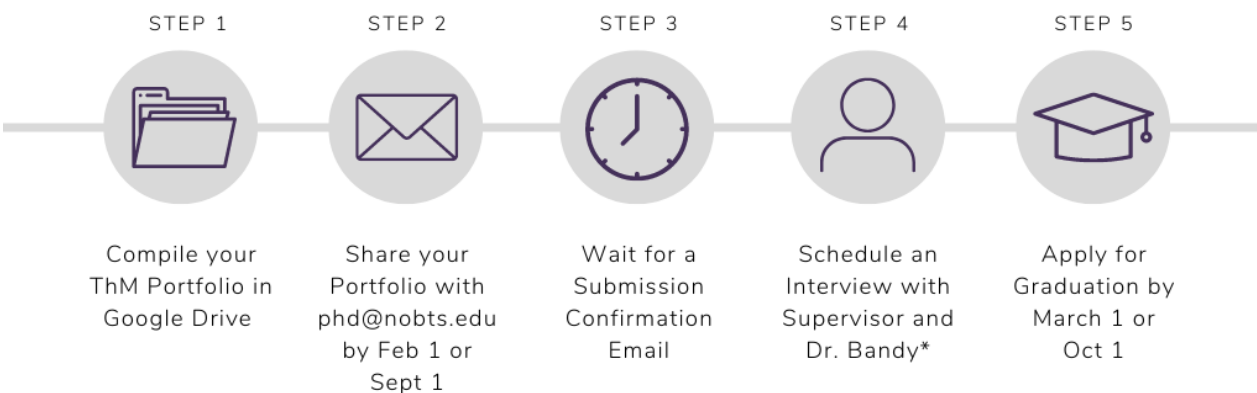 STEP 1
Compile your
ThM Portfolio in
Google Drive
STEP 2
Share your
Portfolio with
phd@nobts.edu
by Feb 1 or
Sept 1
STEP 3
Wait for a
Submission
Confirmation
Email
STEP 4
Schedule an
Interview with
Supervisor and
Dr. Bandy*
STEP 5
Apply for
Graduation by
March 1 or
Oct 1